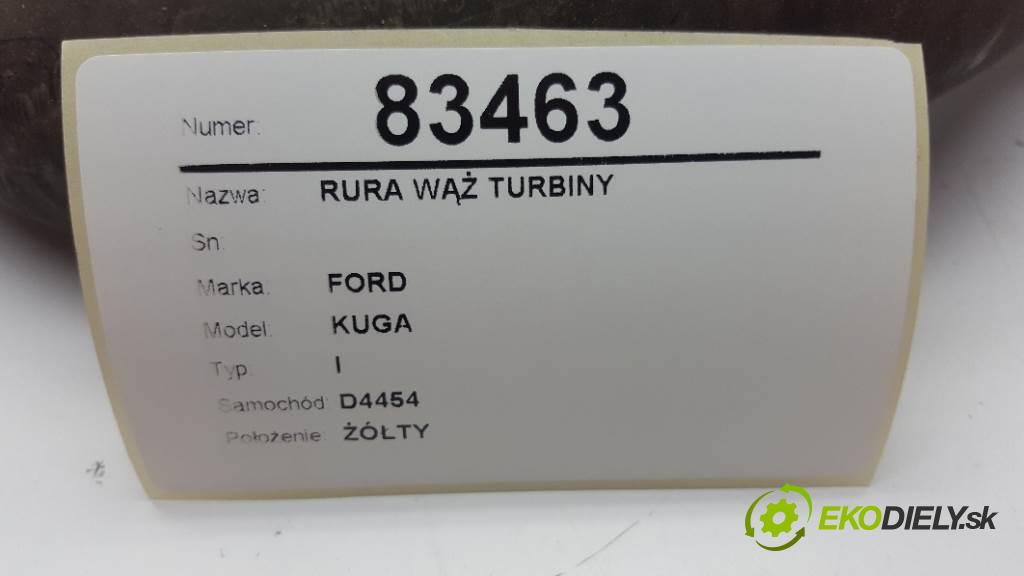 Numer: 83463
Nazwa: RURA WĄŻ TURBINY
Sn:
Marka: FORD
Model: KUGA
Typ: I
Samochód: D4454
Położenie: ŻÓŁTY
EKODIELY.sk